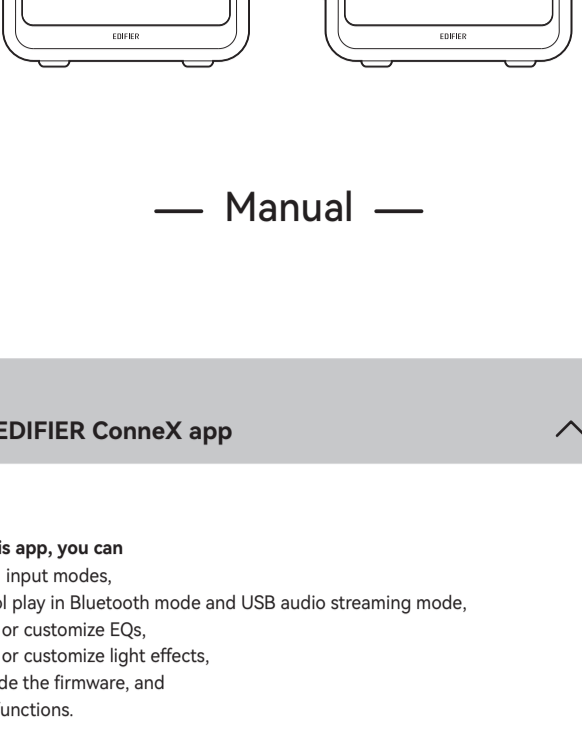 EDIFIER EDIFIER
Manual
EDIFIER ConneX app
is app, you can
input modes,
ol play in Bluetooth mode and USB audio streaming mode,
or customize EQs,
or customize light effects,
de the firmware, and
functions.